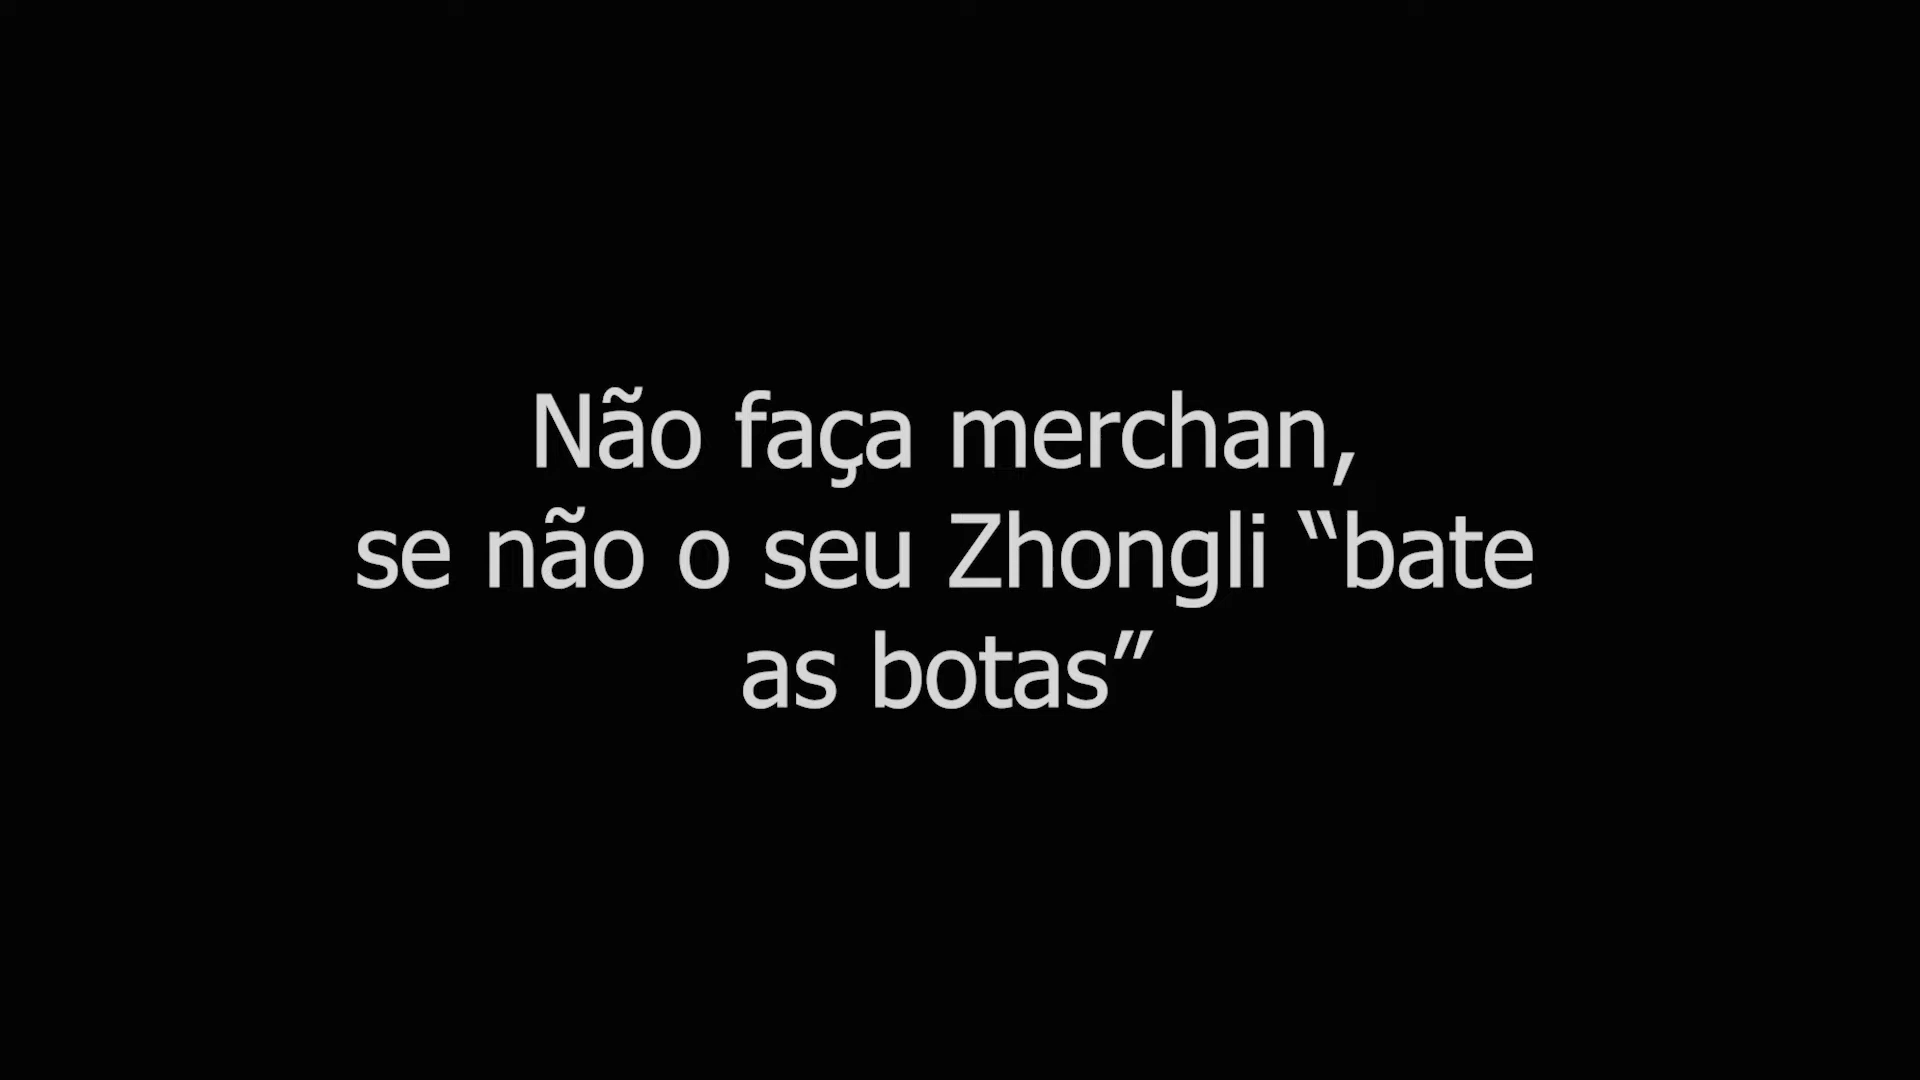 Não faça merchan,
se não o seu Zhongli “bate
as botas”